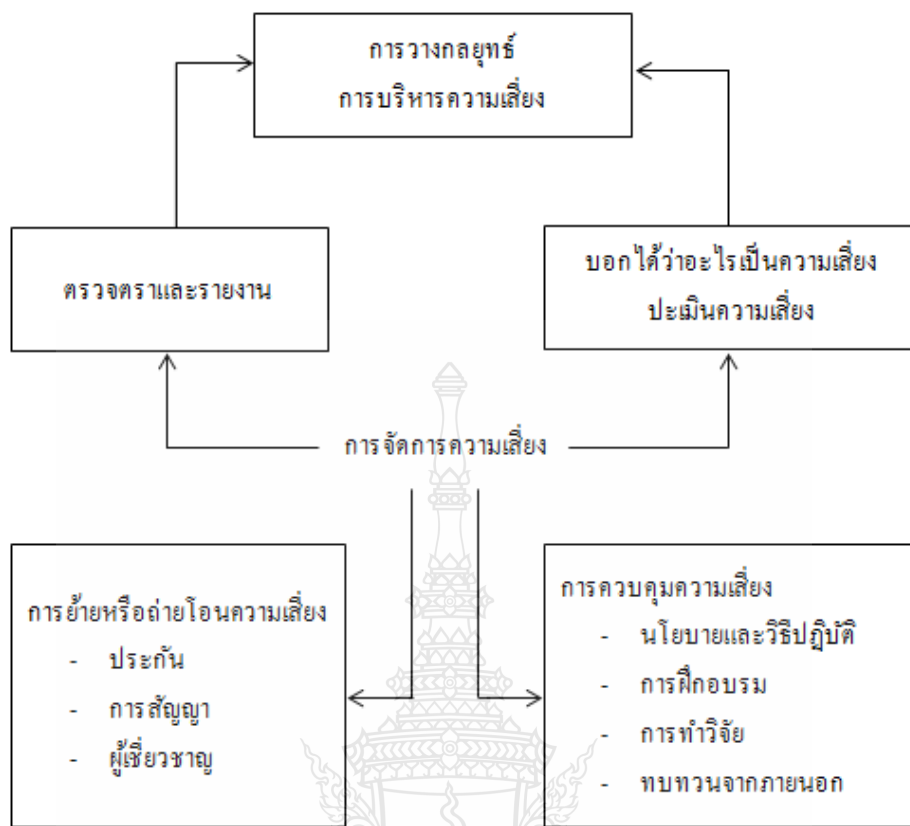 การวางกลยุทธ์
การบริหารความเสี่ยง
ตรวจตราและรายงาน
บอกได้ว่าอะไรเป็นความเสี่ยง
ปะเมินความเสี่ยง
การจัดการความเสี่ยง
การย้ายหรือถ่ายโอนความเสี่ยง
- ประกัน
- การสัญญา
- ผู้เชี่ยวชาญ
การควบคุมความเสี่ยง
- นโยบายและวิธีปฏิบัติ
- การฝึกอบรม
- การทำวิจัย
- ทบทวนจากภายนอก